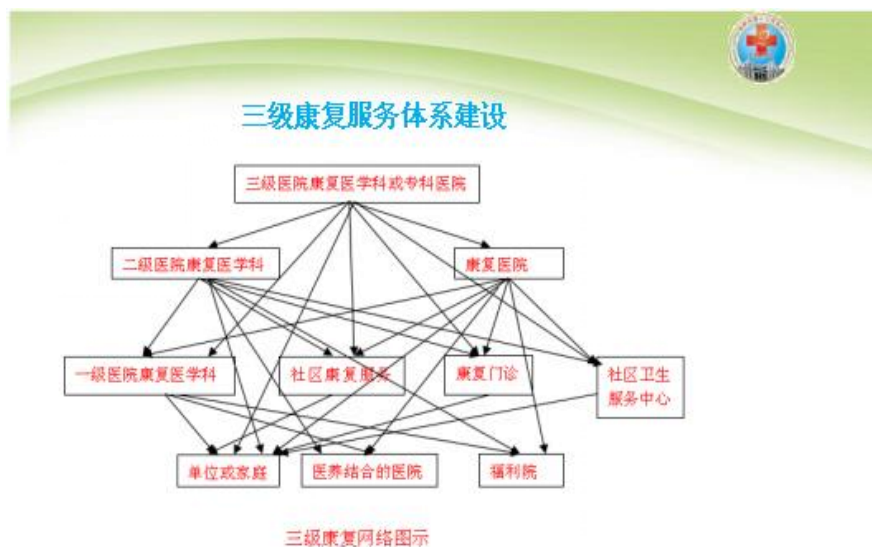 三级康复服务体系建设
三级医院康复医学科或专科医院
二级医院康复医学科
康复医院
一级医院康复医学科
社区康复服务
康复门诊
社区卫生
服务中心
单位或家庭
医养结合的医院
福利院
三级康复网络图示